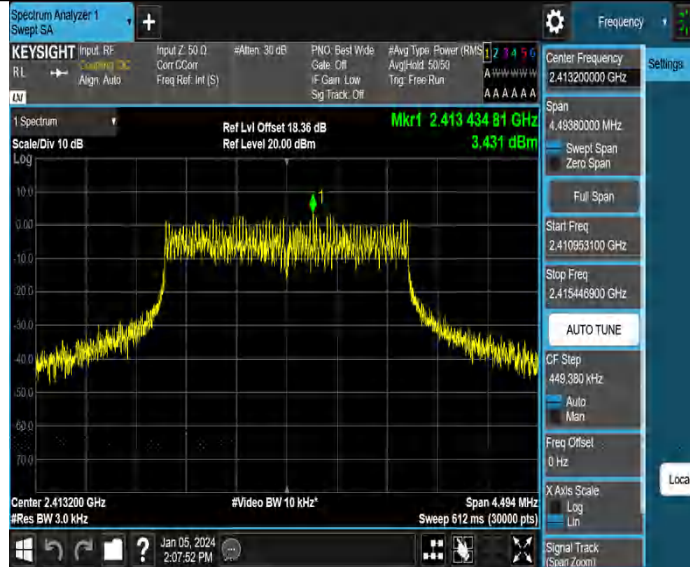 Spectrum Analyzer 1
Swept SA
+
Frequency
KEYSIGHT
RL
Input: RF
Coupling: DC
Align: Auto
Input Z: 50 Ω
Corr CCorr
Freq Ref: Int (S)
#Atten: 30 dB
PNO: Best Wide
Gate: Off
IF Gain: Low
Sig Track: Off
#Avg Type: Power (RMS
Avg|Hold: 50/50
Trig: Free Run
1 2 3 4 5 6
A W W W W W
A A A A A A
LXI
1 Spectrum
Scale/Div 10 dB
Ref Lvl Offset 18.36 dB
Ref Level 20.00 dBm
Mkr1 2.413 434 81 GHz
3.431 dBm
Log
10.0
0.00
-10.0
-20.0
-30.0
-40.0
-50.0
-60.0
-70.0
1
Center 2.413200 GHz
#Res BW 3.0 kHz
#Video BW 10 kHz*
Span 4.494 MHz
Sweep 612 ms (30000 pts)
Jan 05, 2024
2:07:52 PM
?
Center Frequency
2.413200000 GHz
Settings
Span
4.49380000 MHz
Swept Span
Zero Span
Full Span
Start Freq
2.410953100 GHz
Stop Freq
2.415446900 GHz
AUTO TUNE
CF Step
449.380 kHz
Auto
Man
Freq Offset
0 Hz
X Axis Scale
Log
Lin
Loca
Signal Track
(Span Zoom)